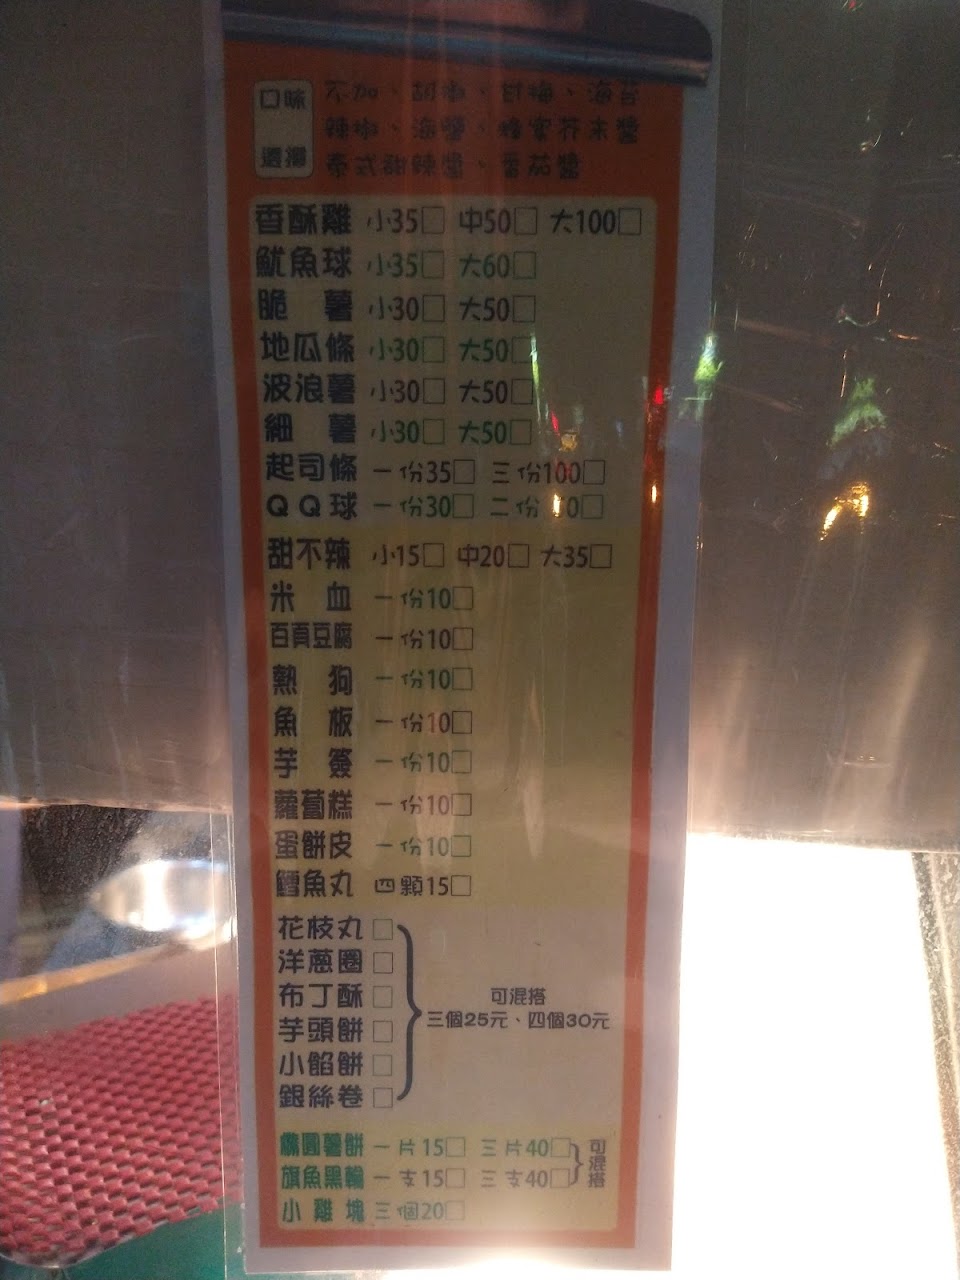 口味選擇
不加、胡椒、甘梅、海苔
辣椒、海鹽、蜂蜜芥末醬
泰式甜辣醬、番茄醬
香酥雞 小35□ 中50□ 大100□
魷魚球 小35□ 大60□
脆薯 小30□ 大50□
地瓜條 小30□ 大50□
波浪薯 小30□ 大50□
細薯 小30□ 大50□
起司條 一份35□ 三份100□
QQ球 一份30□ 二份
甜不辣 小15□ 中20□ 大35□
米血 一份10□
百頁豆腐 一份10□
熱狗 一份10□
魚板 一份10□
芋簽 一份10□
蘿蔔糕 一份10□
蛋餅皮 一份10□
鱈魚丸 四顆15□
花枝丸□
洋蔥圈□
布丁酥□
芋頭餅□
小餡餅□
銀絲卷□
可混搭
三個25元、四個30元
橢圓薯餅 一片15□ 三片40□
旗魚黑輪 一支15□ 三支40□
可混搭
小雞塊 三個20□